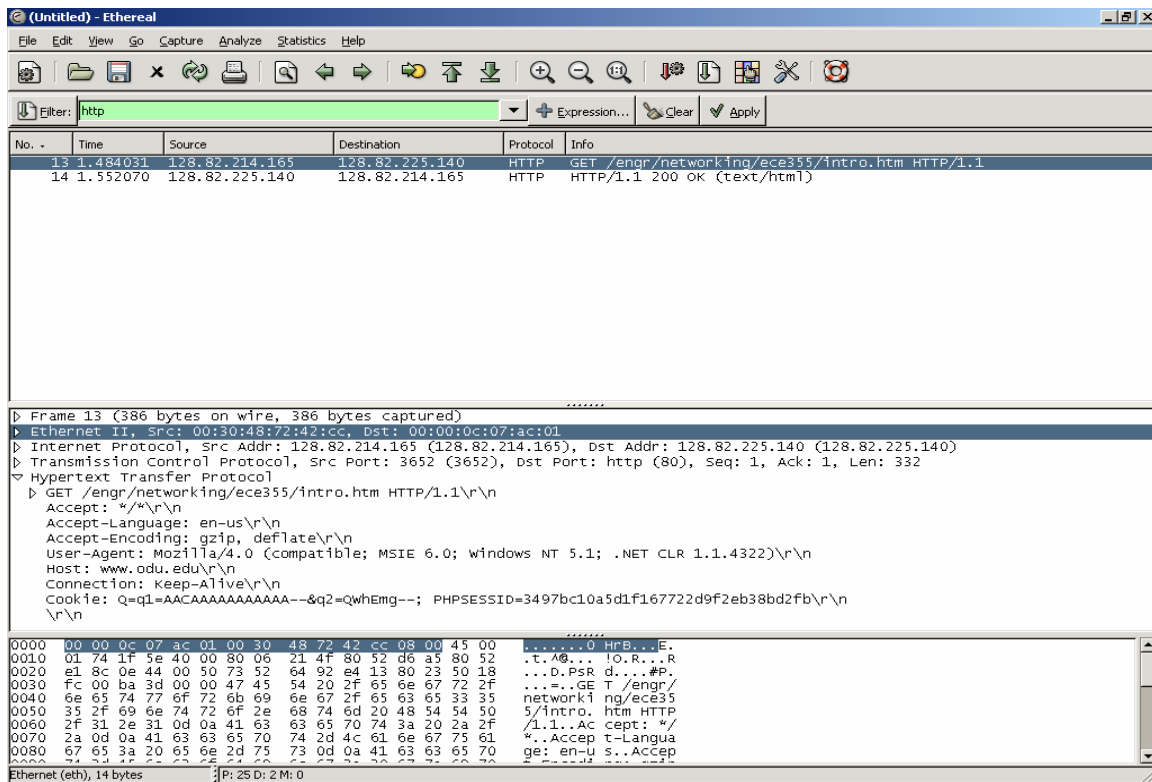 (Untitled) - Ethereal
File Edit View Go Capture Analyze Statistics Help
Filter: http Expression... Clear Apply
No. . Time Source Destination Protocol Info
13 1.484031 128.82.214.165 128.82.225.140 HTTP GET /engr/networking/ece355/intro.htm HTTP/1.1
14 1.552070 128.82.225.140 128.82.214.165 HTTP HTTP/1.1 200 OK (text/html)
Frame 13 (386 bytes on wire, 386 bytes captured)
Ethernet II, Src: 00:30:48:72:42:cc, Dst: 00:00:0c:07:ac:01
Internet Protocol, Src Addr: 128.82.214.165 (128.82.214.165), Dst Addr: 128.82.225.140 (128.82.225.140)
Transmission Control Protocol, Src Port: 3652 (3652), Dst Port: http (80), Seq: 1, Ack: 1, Len: 332
Hypertext Transfer Protocol
GET /engr/networking/ece355/intro.htm HTTP/1.1\r\n
Accept: */*\r\n
Accept-Language: en-us\r\n
Accept-Encoding: gzip, deflate\r\n
User-Agent: Mozilla/4.0 (compatible; MSIE 6.0; Windows NT 5.1; .NET CLR 1.1.4322)\r\n
Host: www.odu.edu\r\n
Connection: Keep-Alive\r\n
Cookie: Q=q1=AACAAAAAAAAAAA--&q2=QWhEmg--; PHPSESSID=3497bc10a5d1f167722d9f2eb38bd2fb\r\n
\r\n
0000 00 00 0c 07 ac 01 00 30 48 72 42 cc 08 00 45 00 .......0 HrB...E.
0010 01 74 1f 5e 40 00 80 06 21 4f 80 52 d6 a5 80 52 .t.^@... !O.R...R
0020 e1 8c 0e 44 00 50 73 52 64 92 e4 13 80 23 50 18 ...D.PsR d....#P.
0030 fc 00 ba 3d 00 00 47 45 54 20 2f 65 6e 67 72 2f ...=..GE T /engr/
0040 6e 65 74 77 6f 72 6b 69 6e 67 2f 65 63 65 33 35 networki ng/ece35
0050 35 2f 69 6e 74 72 6f 2e 68 74 6d 20 48 54 54 50 5/intro. htm HTTP
0060 2f 31 2e 31 0d 0a 41 63 63 65 70 74 3a 20 2a 2f /1.1..Ac cept: */
0070 2a 0d 0a 41 63 63 65 70 74 2d 4c 61 6e 67 75 61 *..Accep t-Langua
0080 67 65 3a 20 65 6e 2d 75 73 0d 0a 41 63 63 65 70 ge: en-u s..Accep
Ethernet (eth), 14 bytes P: 25 D: 2 M: 0